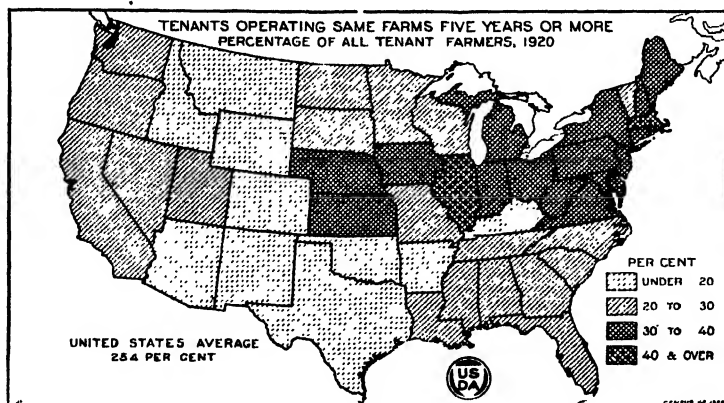 TENANTS OPERATING SAME FARMS FIVE YEARS OR MORE
PERCENTAGE OF ALL TENANT FARMERS, 1920
PER CENT
UNDER 20
20 TO 30
30 TO 40
40 & OVER
UNITED STATES AVERAGE
28.4 PER CENT
US
DA